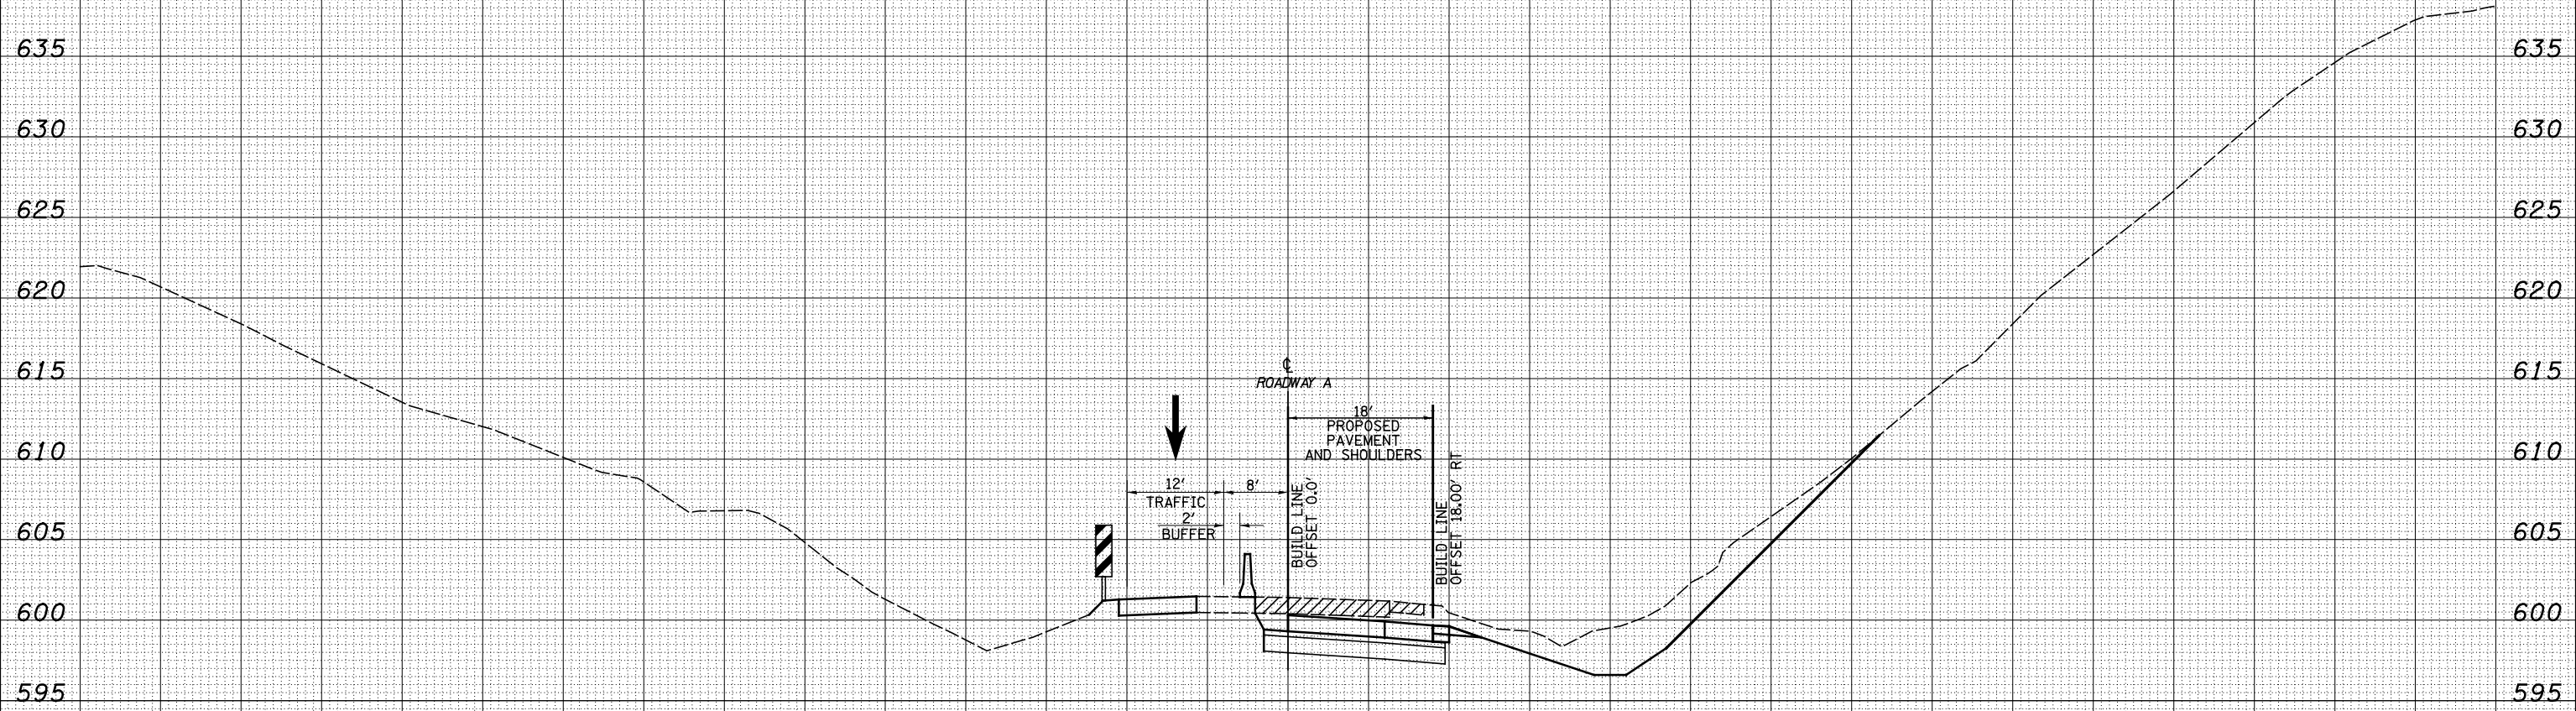 635 635
630 630
625 625
620 620
615 615
℄
ROADWAY A
18'
PROPOSED
PAVEMENT
AND SHOULDERS
610 610
12'
8'
TRAFFIC
2'
BUFFER
BUILD LINE
OFFSET 0.0'
BUILD LINE
OFFSET 18.00' RT
605 605
600 600
595 595